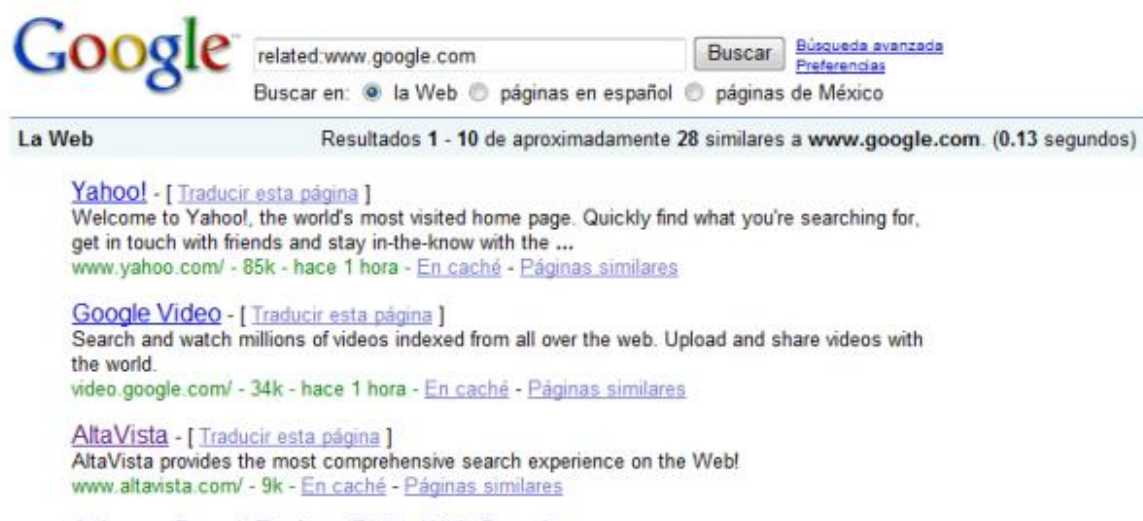 Google™
related:www.google.com Buscar Búsqueda avanzada
Preferencias
Buscar en: la Web páginas en español páginas de México
La Web Resultados 1 - 10 de aproximadamente 28 similares a www.google.com. (0.13 segundos)
Yahoo! - [ Traducir esta página ]
Welcome to Yahoo!, the world's most visited home page. Quickly find what you're searching for,
get in touch with friends and stay in-the-know with the ...
www.yahoo.com/ - 85k - hace 1 hora - En caché - Páginas similares
Google Video - [ Traducir esta página ]
Search and watch millions of videos indexed from all over the web. Upload and share videos with
the world.
video.google.com/ - 34k - hace 1 hora - En caché - Páginas similares
AltaVista - [ Traducir esta página ]
AltaVista provides the most comprehensive search experience on the Web!
www.altavista.com/ - 9k - En caché - Páginas similares